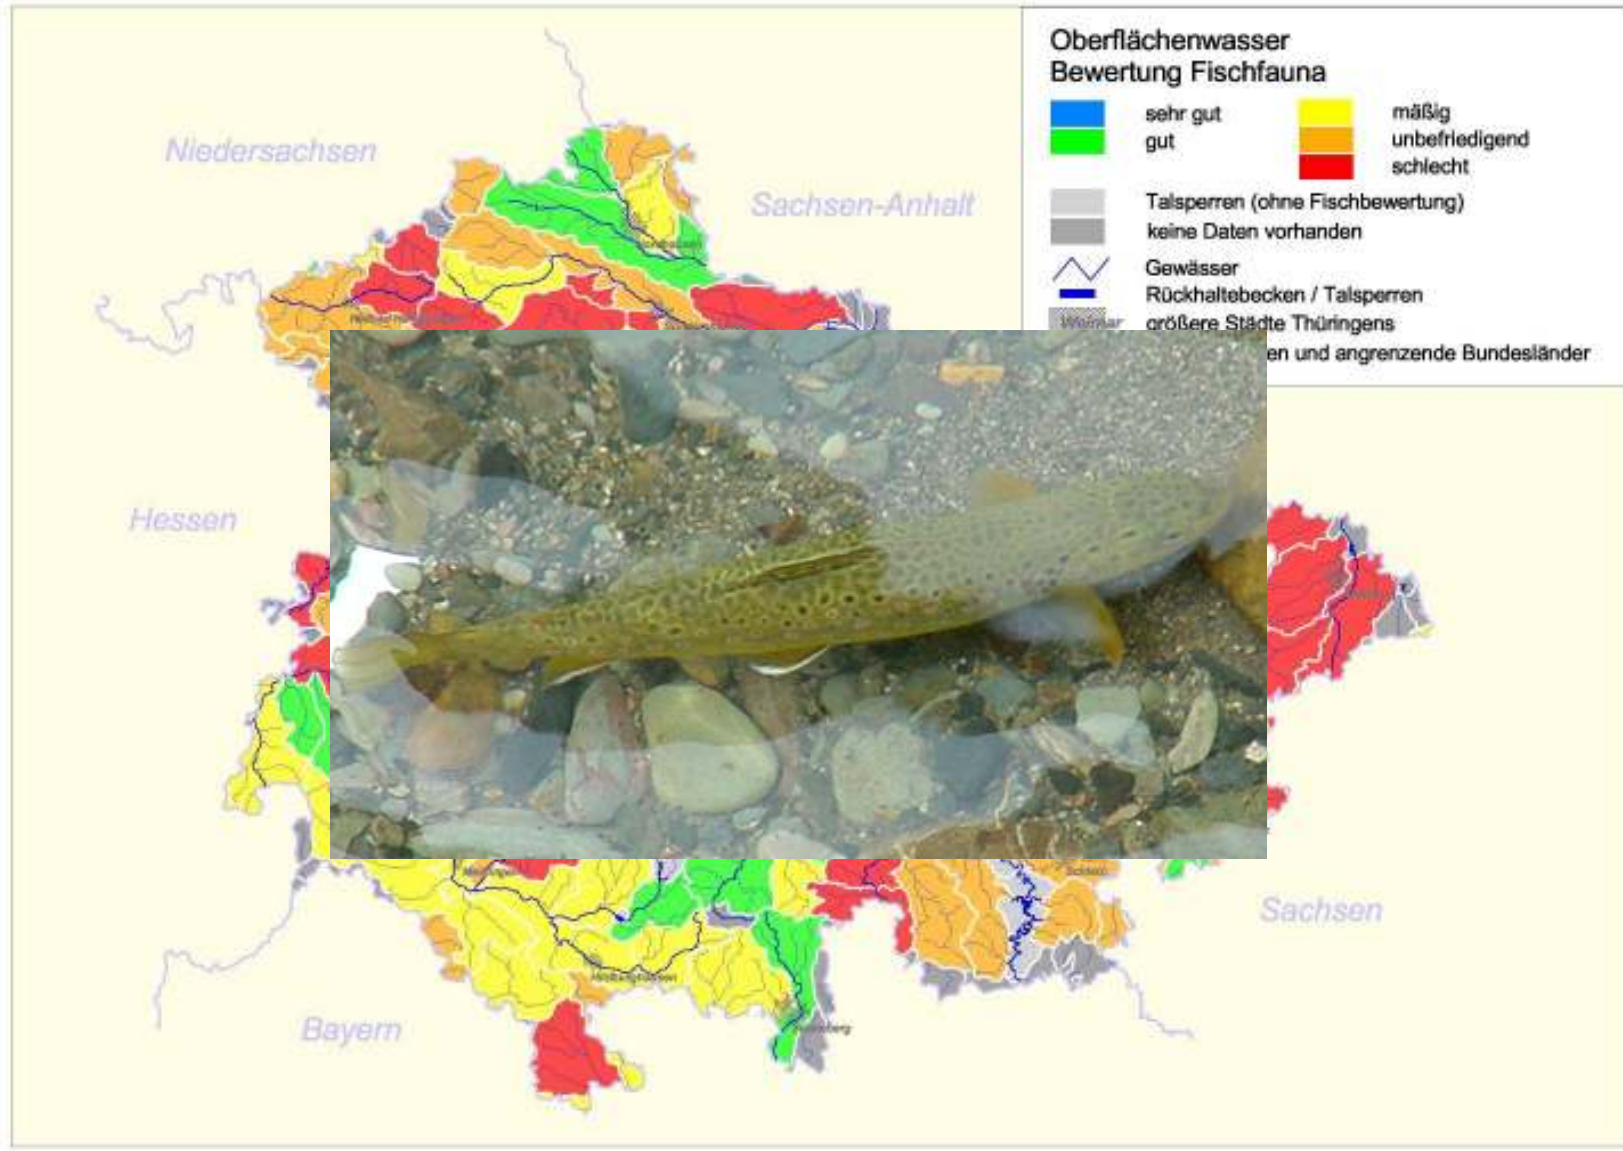 Oberflächenwasser
Bewertung Fischfauna
sehr gut
gut
mäßig
unbefriedigend
schlecht
Talsperren (ohne Fischbewertung)
keine Daten vorhanden
Gewässer
Rückhaltebecken / Talsperren
Weimar größere Städte Thüringens
en und angrenzende Bundesländer
Niedersachsen
Sachsen-Anhalt
Hessen
Sachsen
Bayern